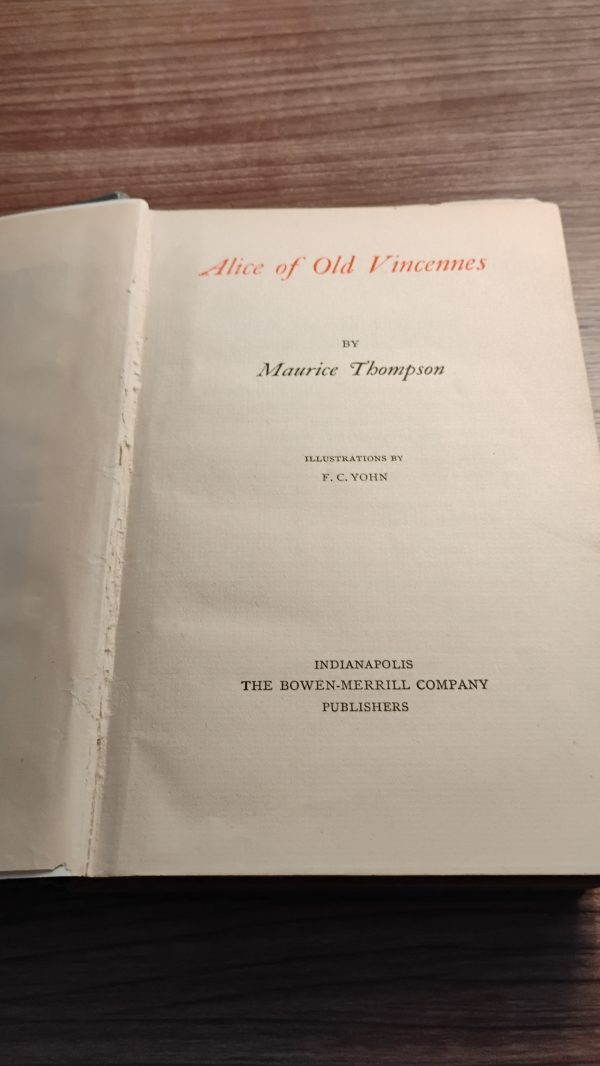 Alice of Old Vincennes
BY
Maurice Thompson
ILLUSTRATIONS BY
F. C. YOHN
INDIANAPOLIS
THE BOWEN-MERRILL COMPANY
PUBLISHERS